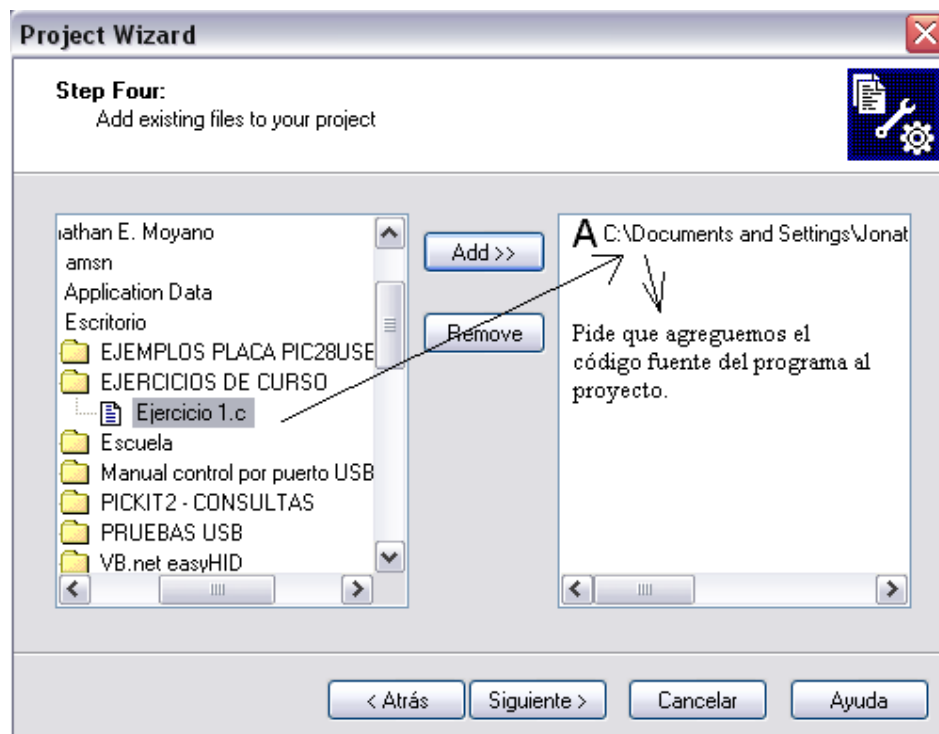 Project Wizard
Step Four:
Add existing files to your project
nathan E. Moyano
amsn
Application Data
Escritorio
EJEMPLOS PLACA PIC28USE
EJERCICIOS DE CURSO
Ejercicio 1.c
Escuela
Manual control por puerto USB
PICKIT2 - CONSULTAS
PRUEBAS USB
VB.net easyHID
Add >>
Remove
A C:\Documents and Settings\Jonat
Pide que agreguemos el
código fuente del programa al
proyecto.
< Atrás
Siguiente >
Cancelar
Ayuda